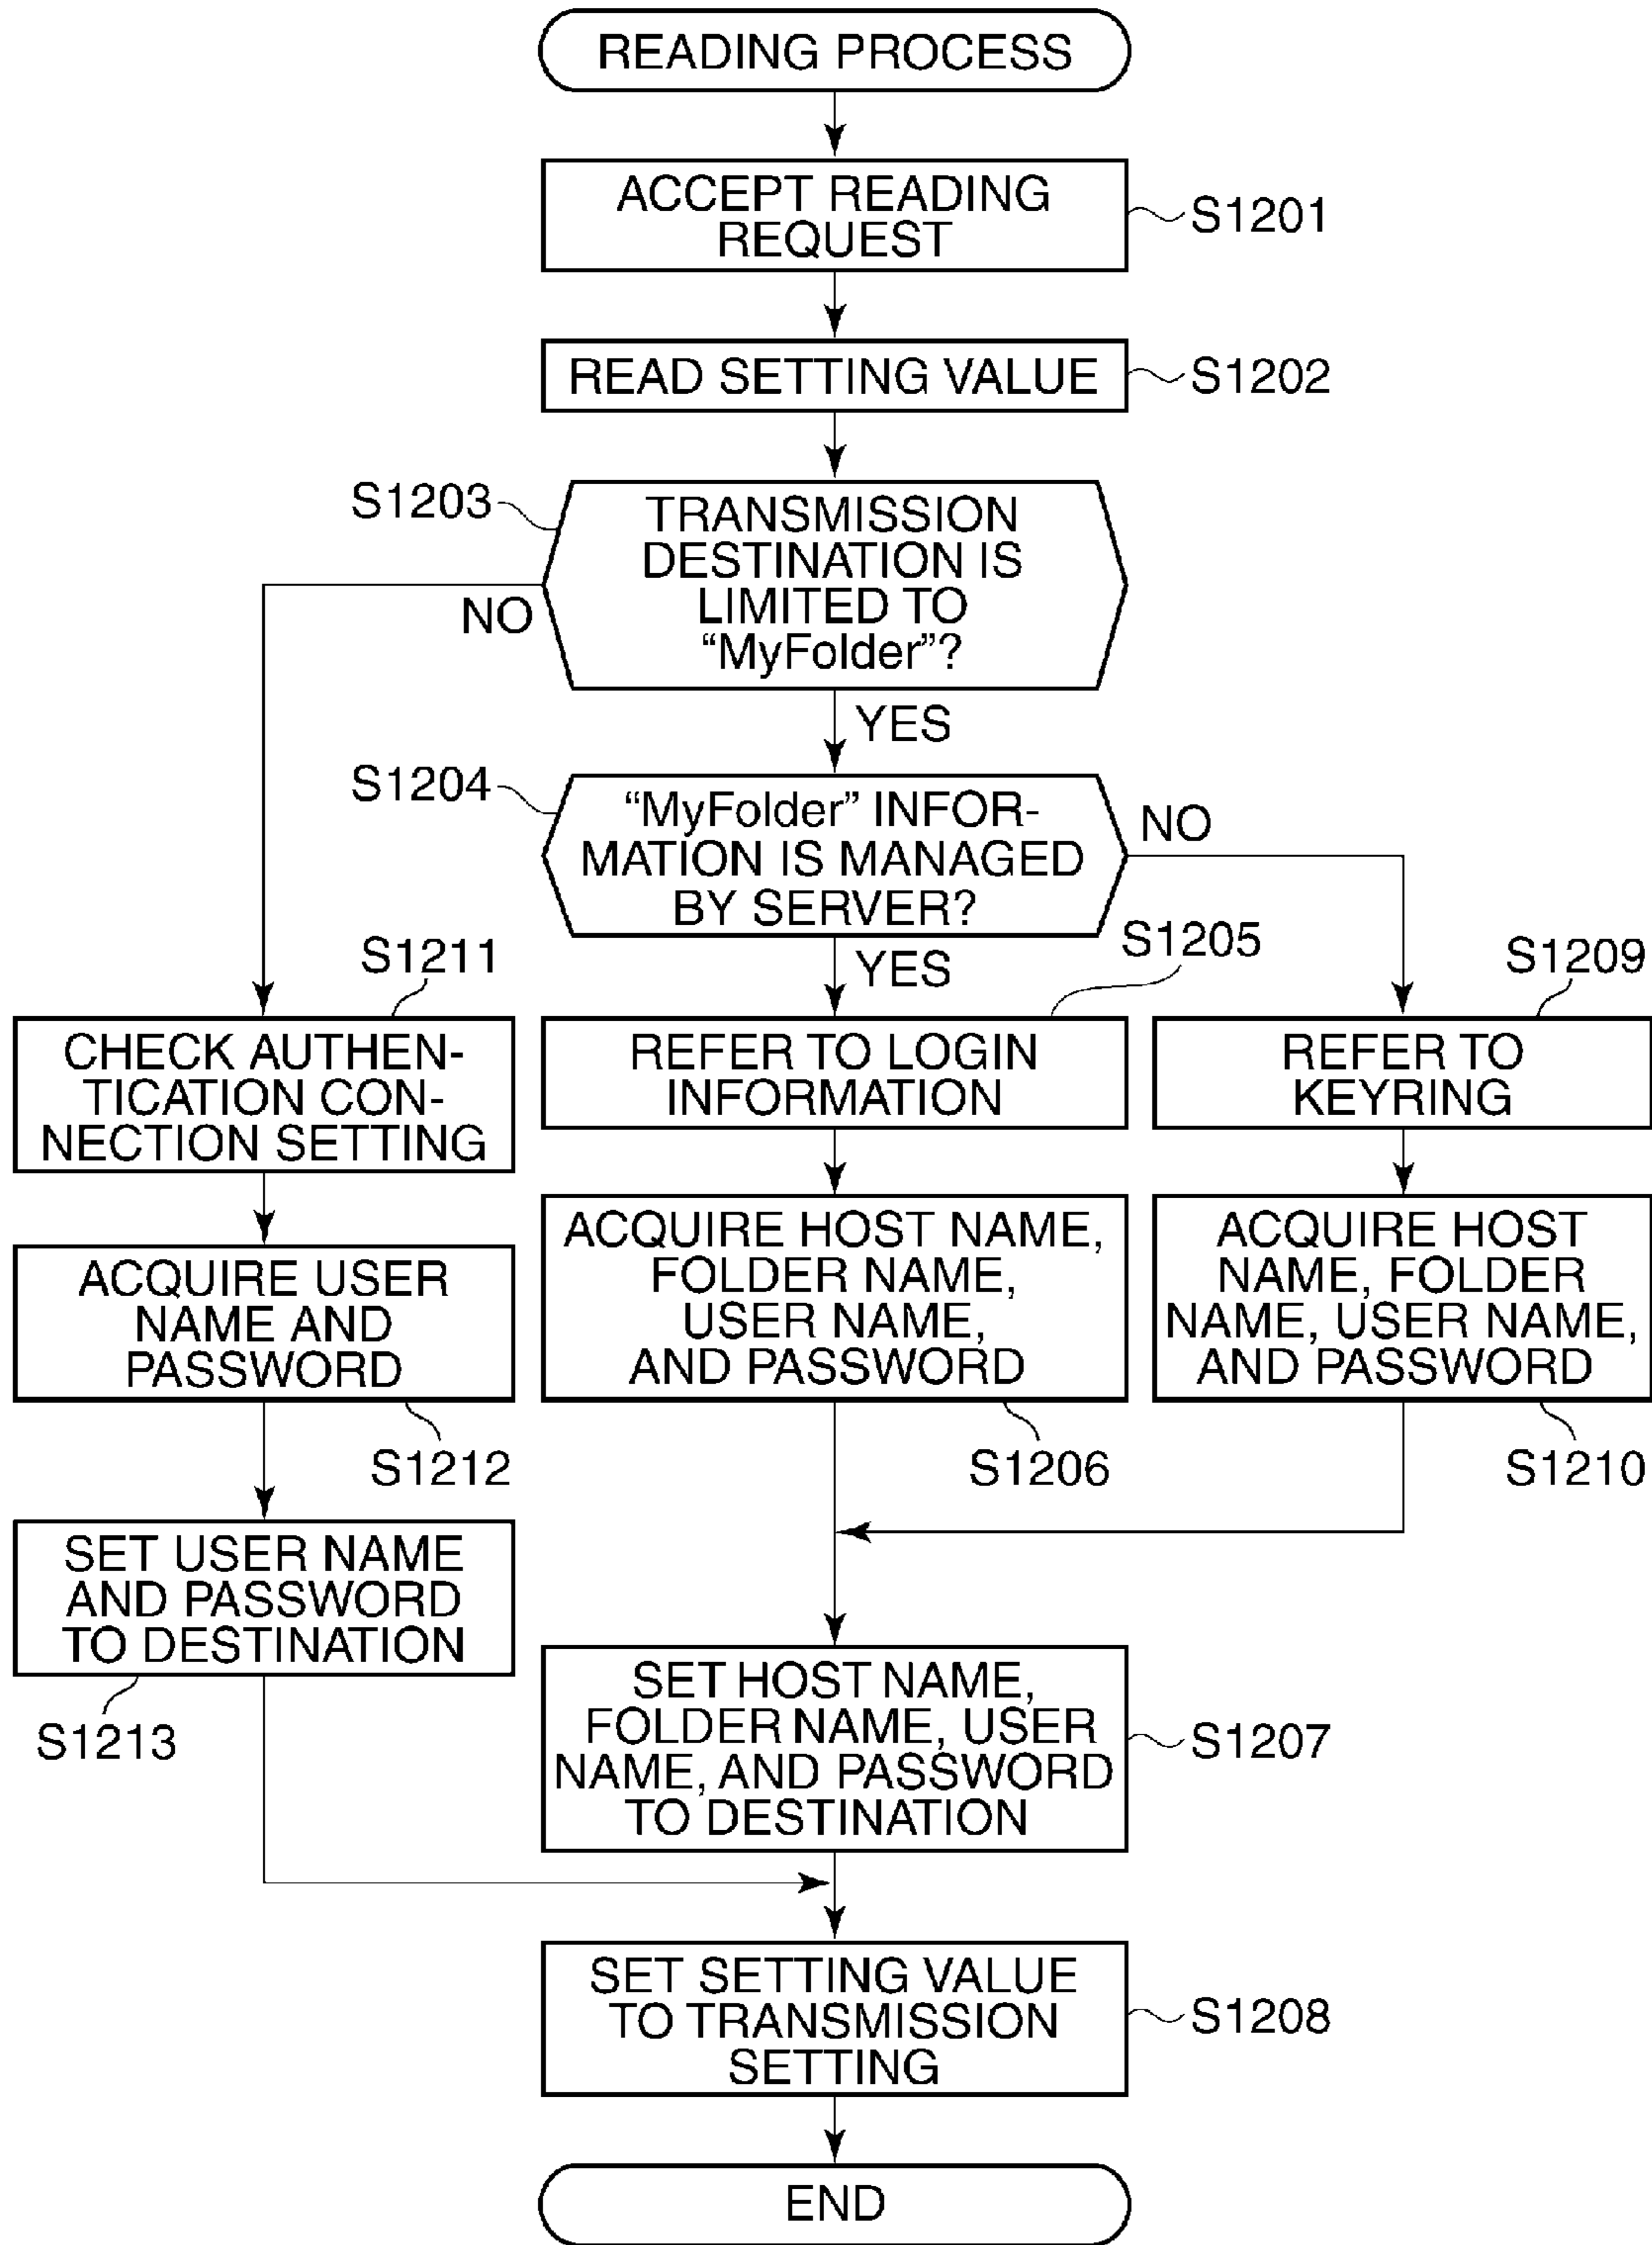 READING PROCESS
ACCEPT READING
REQUEST
S1201
READ SETTING VALUE
S1202
S1203
TRANSMISSION
DESTINATION IS
LIMITED TO
“MyFolder”?
NO
YES
S1204
“MyFolder” INFOR-
MATION IS MANAGED
BY SERVER?
NO
YES
S1211
CHECK AUTHEN-
TICATION CON-
NECTION SETTING
S1205
REFER TO LOGIN
INFORMATION
S1209
REFER TO
KEYRING
ACQUIRE USER
NAME AND
PASSWORD
S1212
ACQUIRE HOST NAME,
FOLDER NAME,
USER NAME,
AND PASSWORD
S1206
ACQUIRE HOST
NAME, FOLDER
NAME, USER NAME,
AND PASSWORD
S1210
SET USER NAME
AND PASSWORD
TO DESTINATION
S1213
SET HOST NAME,
FOLDER NAME, USER
NAME, AND PASSWORD
TO DESTINATION
S1207
SET SETTING VALUE
TO TRANSMISSION
SETTING
S1208
END